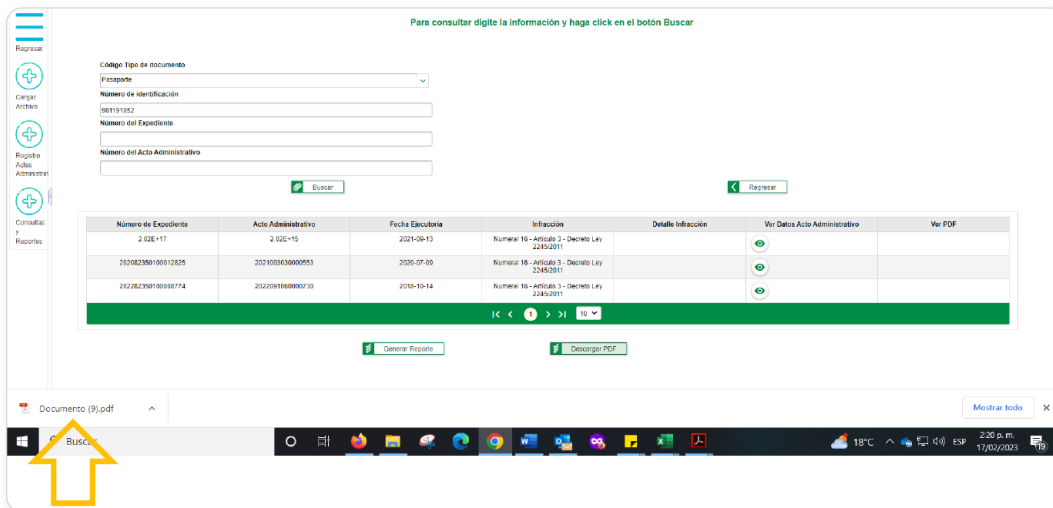 Para consultar digite la información y haga click en el botón Buscar
Regresar
Cargar
Archivo
Registro
Actos
Administrat
Consultas
y
Reportes
Código Tipo de documento
Pasaporte
Número de identificación
901191052
Número del Expediente
Número del Acto Administrativo
Buscar
Regresar
Número de Expediente Acto Administrativo Fecha Ejecutoria Infracción Detalle Infracción Ver Datos Acto Administrativo Ver PDF
2.02E+17 2.02E+15 2021-09-13 Numeral 16 - Artículo 3 - Decreto Ley
2245/2011
202082350100012825 2021003030000553 2020-07-09 Numeral 16 - Artículo 3 - Decreto Ley
2245/2011
202282350100008774 2022091060000730 2018-10-14 Numeral 16 - Artículo 3 - Decreto Ley
2245/2011
1
10
Generar Reporte
Descargar PDF
Documento (9).pdf
Mostrar todo
Buscar
18°C
ESP
2:20 p. m.
17/02/2023
19